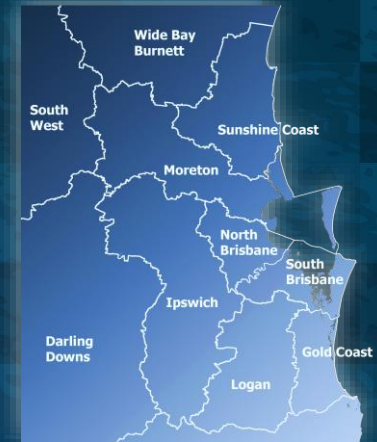 Wide Bay
Burnett
South
West
Sunshine Coast
Moreton
North
Brisbane
South
Brisbane
Ipswich
Darling
Downs
Gold Coast
Logan